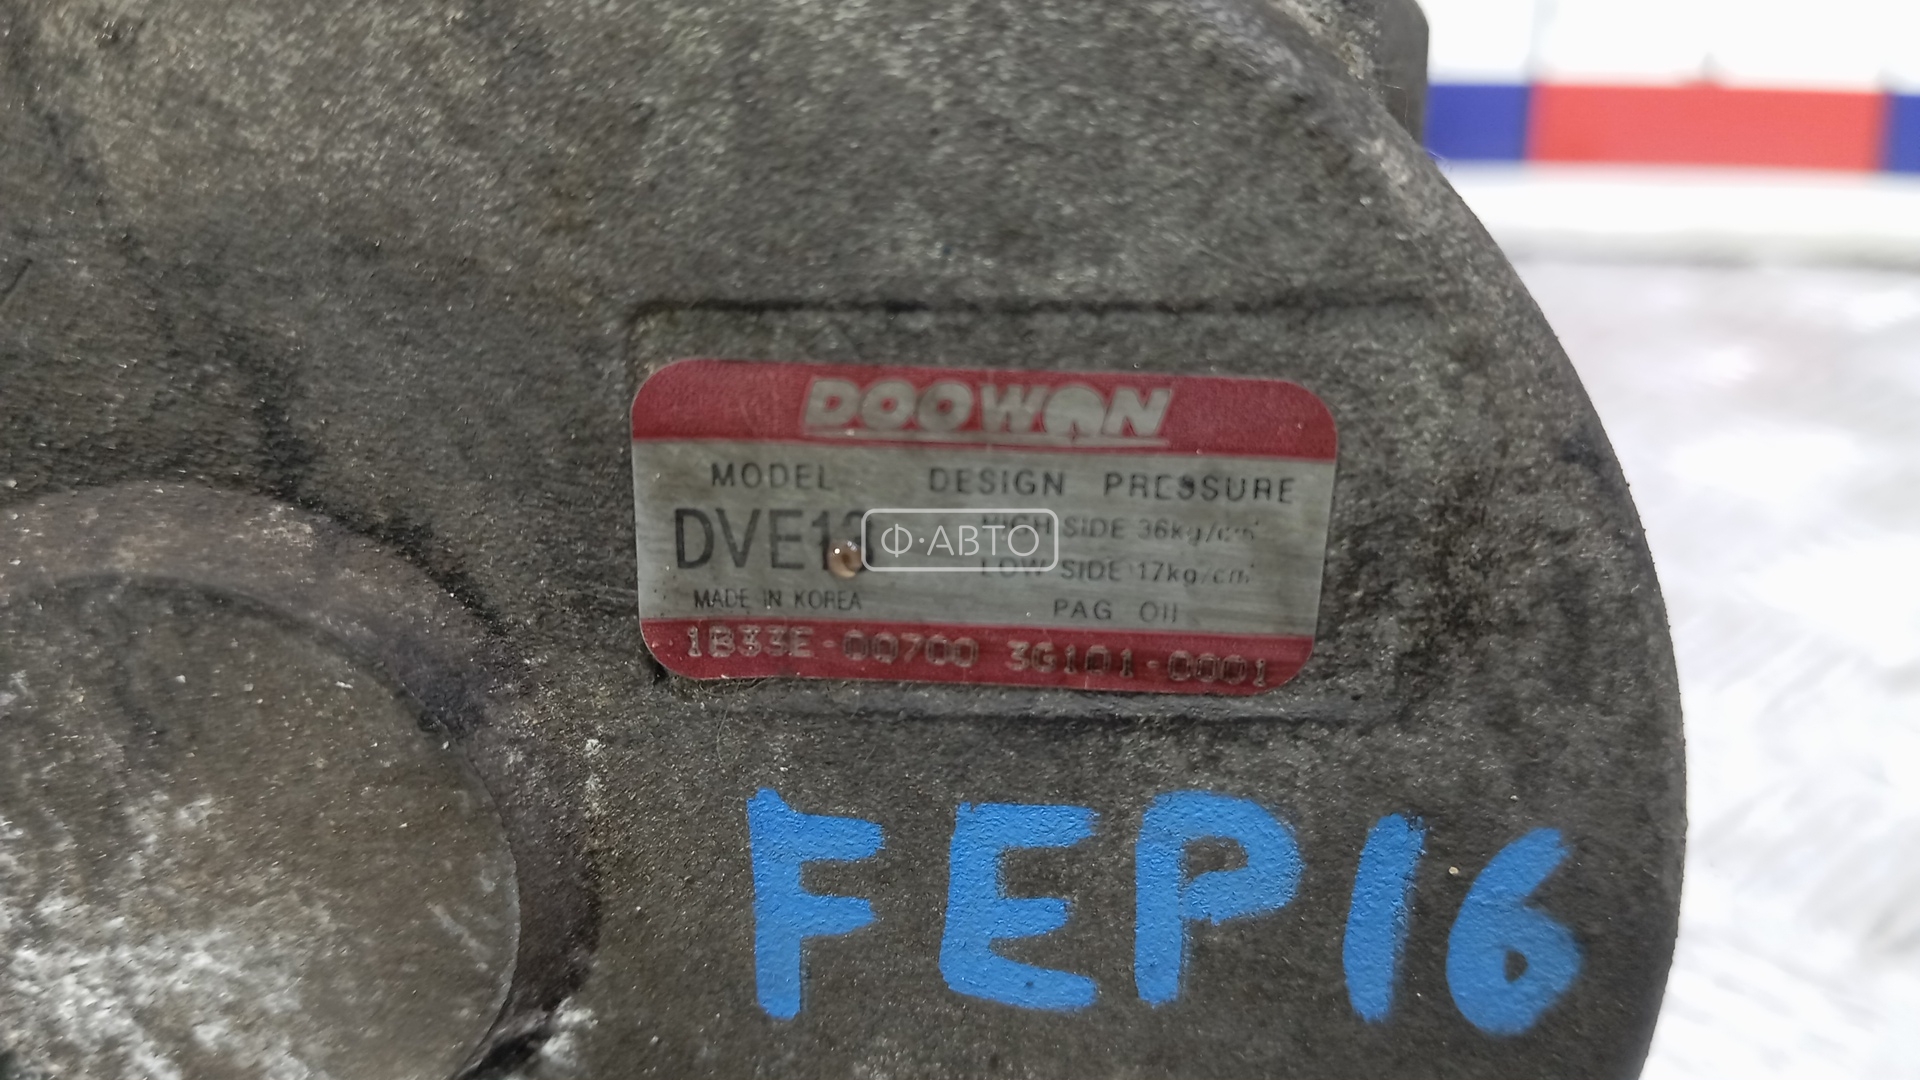 DOOWON
MODEL DESIGN PRESSURE
HIGH SIDE 36kg/cm²
Ф·АВТО
LOW SIDE 17kg/cm²
MADE IN KOREA
PAG OIl
1B33E-00700 3G101-0001
FEP16